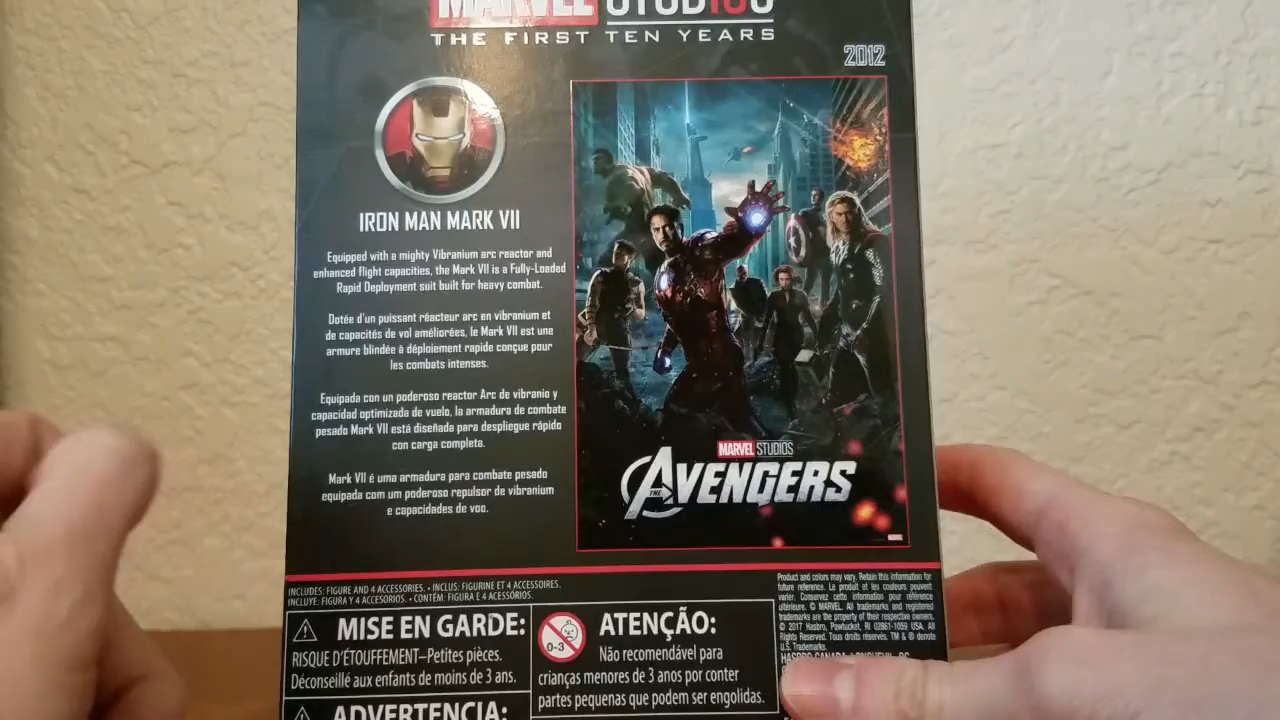 MARVEL STUDIOS
THE FIRST TEN YEARS
2012
IRON MAN MARK VII
Equipped with a mighty Vibranium arc reactor and
enhanced flight capacities, the Mark VII is a Fully-Loaded
Rapid Deployment suit built for heavy combat.
Dotée d'un puissant réacteur arc en vibranium et
de capacités de vol améliorées, le Mark VII est une
armure blindée à déploiement rapide conçue pour
les combats intenses.
Equipada con un poderoso reactor Arc de vibranio y
capacidad optimizada de vuelo, la armadura de combate
pesado Mark VII está diseñada para despliegue rápido
con carga completa.
Mark VII é uma armadura para combate pesado
equipada com um poderoso repulsor de vibranium
e capacidades de voo.
MARVEL STUDIOS
THE AVENGERS
MARVEL
INCLUDES: FIGURE AND 4 ACCESSORIES. • INCLUS: FIGURINE ET 4 ACCESSOIRES.
INCLUYE: FIGURA Y 4 ACCESORIOS. • CONTÉM: FIGURA E 4 ACESSÓRIOS.
MISE EN GARDE:
RISQUE D'ÉTOUFFEMENT–Petites pièces.
Déconseillé aux enfants de moins de 3 ans.
ADVERTENCIA:
0-3
ATENÇÃO:
Não recomendável para
crianças menores de 3 anos por conter
partes pequenas que podem ser engolidas.
Product and colors may vary. Retain this information for
future reference. Le produit et les couleurs peuvent
varier. Conservez cette information pour référence
ultérieure. © MARVEL. All trademarks and registered
trademarks are the property of their respective owners.
© 2017 Hasbro, Pawtucket, RI 02861-1059 USA. All
Rights Reserved. Tous droits réservés. TM & ® denote
U.S. Trademarks.
HASBRO CANADA, LONGUEUIL, QC